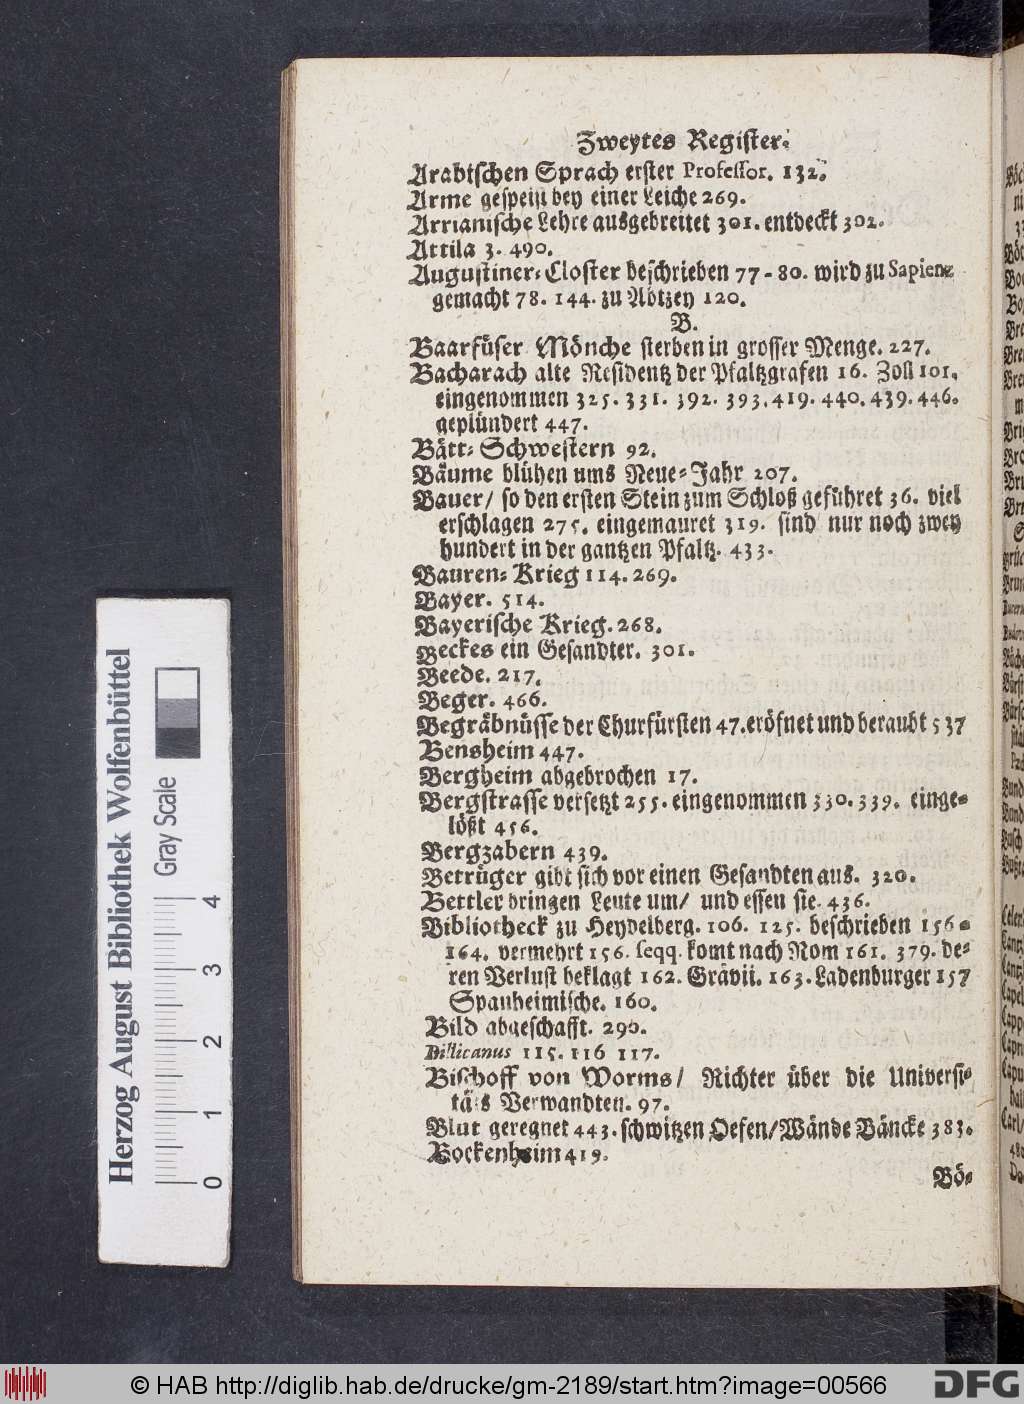 Zweytes Register.
Arabischen Sprach erster Professor. 132.
Arme gespeist bey einer Leiche 269.
Arrianische Lehre ausgebreitet 301. entdeckt 302.
Attila 3. 490.
Augustiner-Closter beschrieben 77-80. wird zu Sapienz
gemacht 78. 144. zu Abtzey 120.
B.
Baarfüser Mönche sterben in grosser Menge. 227.
Bacharach alte Residentz der Pfaltzgrafen 16. Zoll 101.
eingenommen 325. 331. 392. 393. 419. 440. 439. 446.
geplündert 447.
Bätt-Schwestern 92.
Bäume blühen ums Neue-Jahr 207.
Bauer/ so den ersten Stein zum Schloß geführet 36. viel
erschlagen 275. eingemauret 319. sind nur noch zwey
hundert in der gantzen Pfaltz. 433.
Bauren-Krieg 114. 269.
Bayer. 514.
Bayerische Krieg. 268.
Beckes ein Gesandter. 301.
Beede. 217.
Beger. 466.
Begräbnüsse der Churfürsten 47. eröfnet und beraubt 537
Bensheim 447.
Bergheim abgebrochen 17.
Bergstrasse versetzt 255. eingenommen 330. 339. einge-
lößt 456.
Bergzabern 439.
Betrüger gibt sich vor einen Gesandten aus. 320.
Bettler bringen Leute um/ und essen sie. 436.
Bibliotheck zu Heydelberg. 106. 125. beschrieben 156-
164. vermehrt 156. seqq. komt nach Rom 161. 379. de-
ren Verlust beklagt 162. Grävii. 163. Ladenburger 157
Spanheimische. 160.
Bild abgeschafft. 290.
Billicanus 115. 116 117.
Bischoff von Worms/ Richter über die Universi-
täts Verwandten. 97.
Blut geregnet 443. schwitzen Oefen/ Wände Bäncke 383.
Bockenheim 419.
Bö-
Herzog August Bibliothek Wolfenbüttel
Gray Scale
0 1 2 3 4
© HAB http://diglib.hab.de/drucke/gm-2189/start.htm?image=00566
DFG